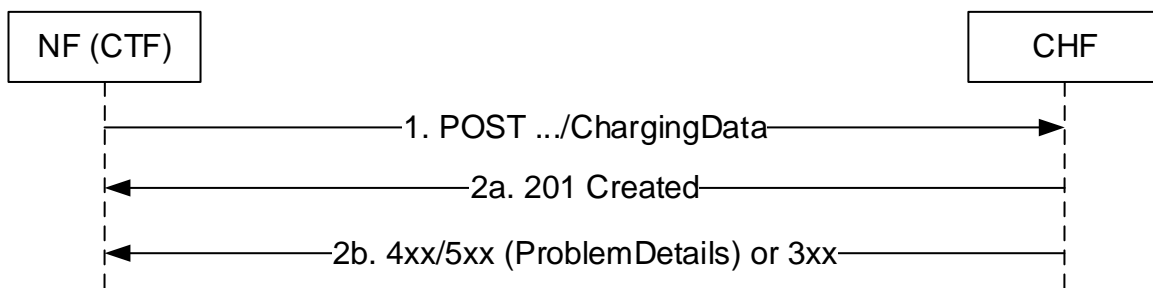 NF (CTF)
CHF
1. POST .../ChargingData
2a. 201 Created
2b. 4xx/5xx (ProblemDetails) or 3xx